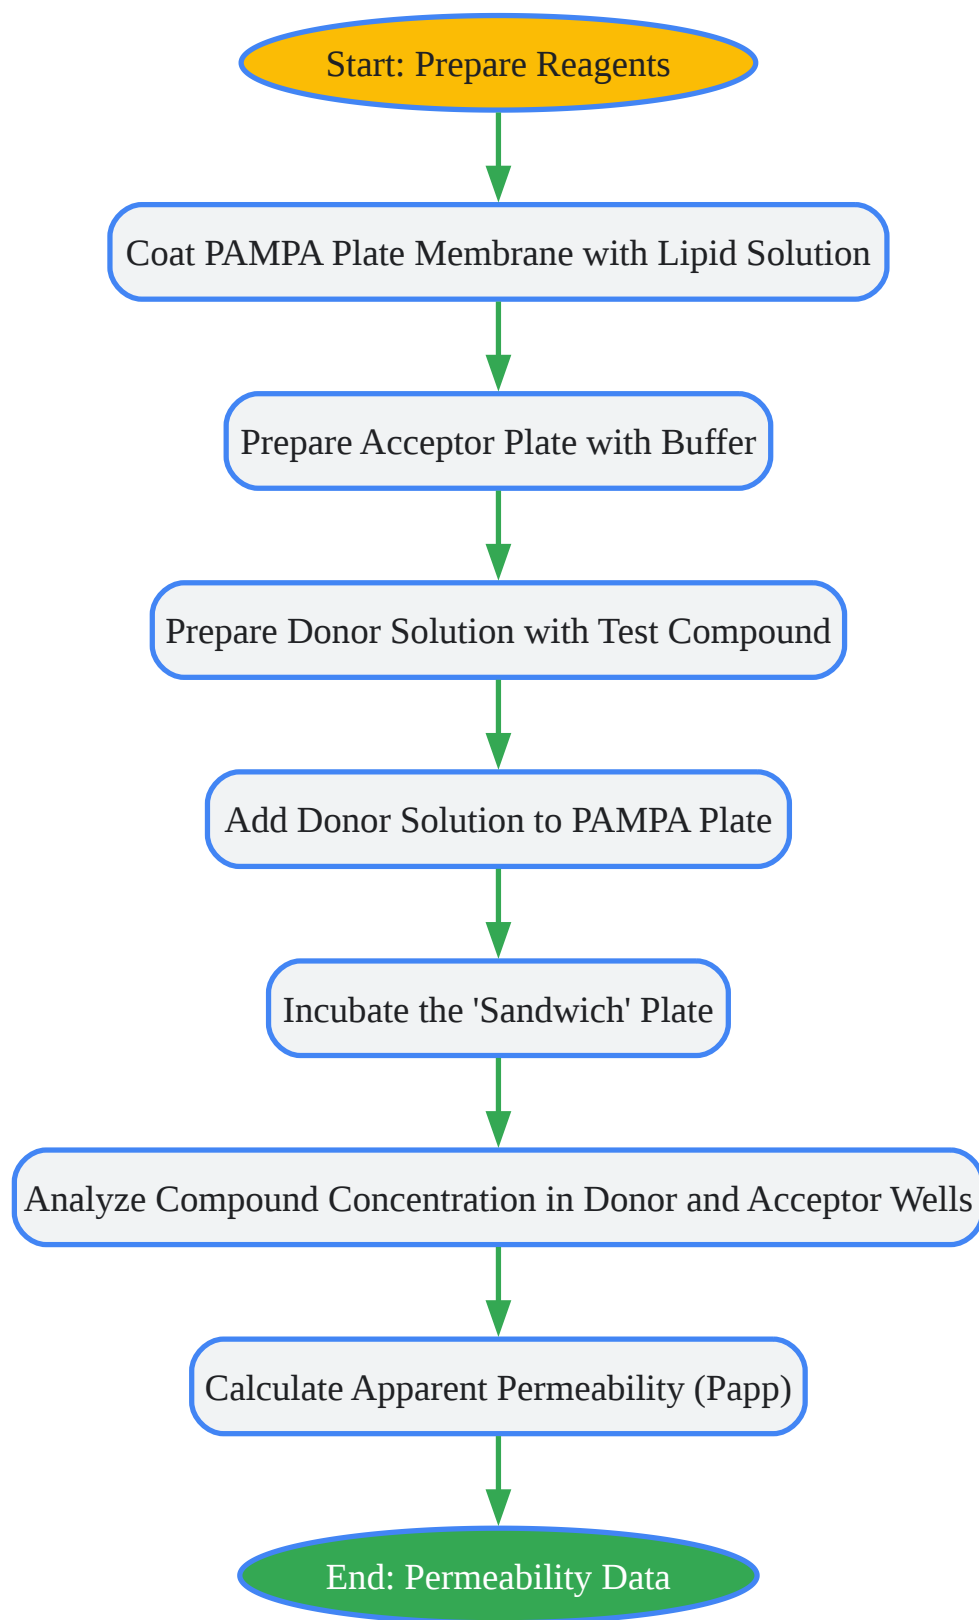 Start: Prepare Reagents
Coat PAMPA Plate Membrane with Lipid Solution
Prepare Acceptor Plate with Buffer
Prepare Donor Solution with Test Compound
Add Donor Solution to PAMPA Plate
Incubate the 'Sandwich' Plate
Analyze Compound Concentration in Donor and Acceptor Wells
Calculate Apparent Permeability (Papp)
End: Permeability Data